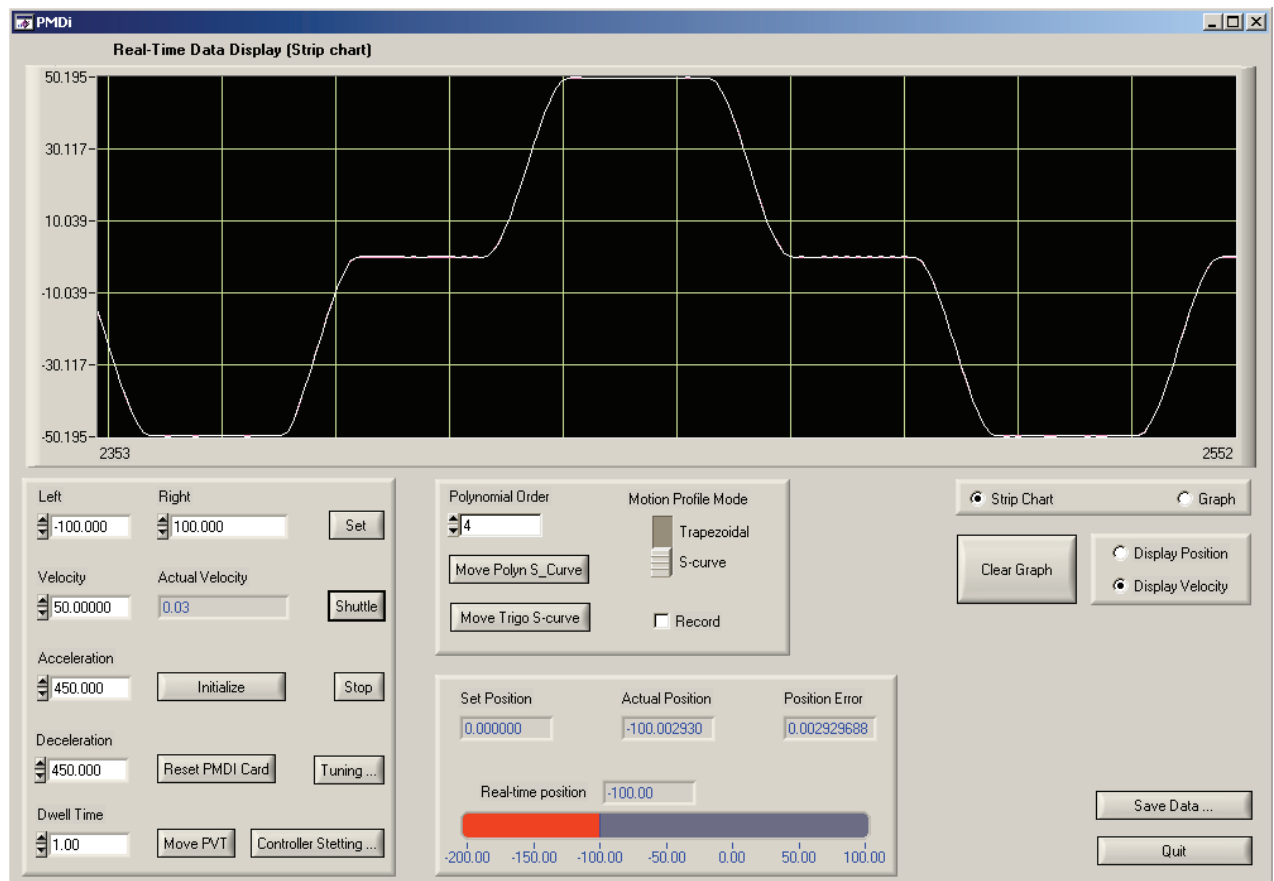 PMDi
Real-Time Data Display (Strip chart)
50.195
30.117
10.039
-10.039
-30.117
-50.195
2353 2552
Left Right
-100.000 100.000 Set
Velocity Actual Velocity
50.00000 0.03 Shuttle
Acceleration
450.000 Initialize Stop
Deceleration
450.000 Reset PMDI Card Tuning ...
Dwell Time
1.00 Move PVT Controller Stetting ...
Polynomial Order Motion Profile Mode
4 Trapezoidal
Move Polyn S_Curve S-curve
Move Trigo S-curve Record
Set Position Actual Position Position Error
0.000000 -100.002930 0.002929688
Real-time position -100.00
-200.00 -150.00 -100.00 -50.00 0.00 50.00 100.00
Strip Chart Graph
Clear Graph
Display Position
Display Velocity
Save Data ...
Quit